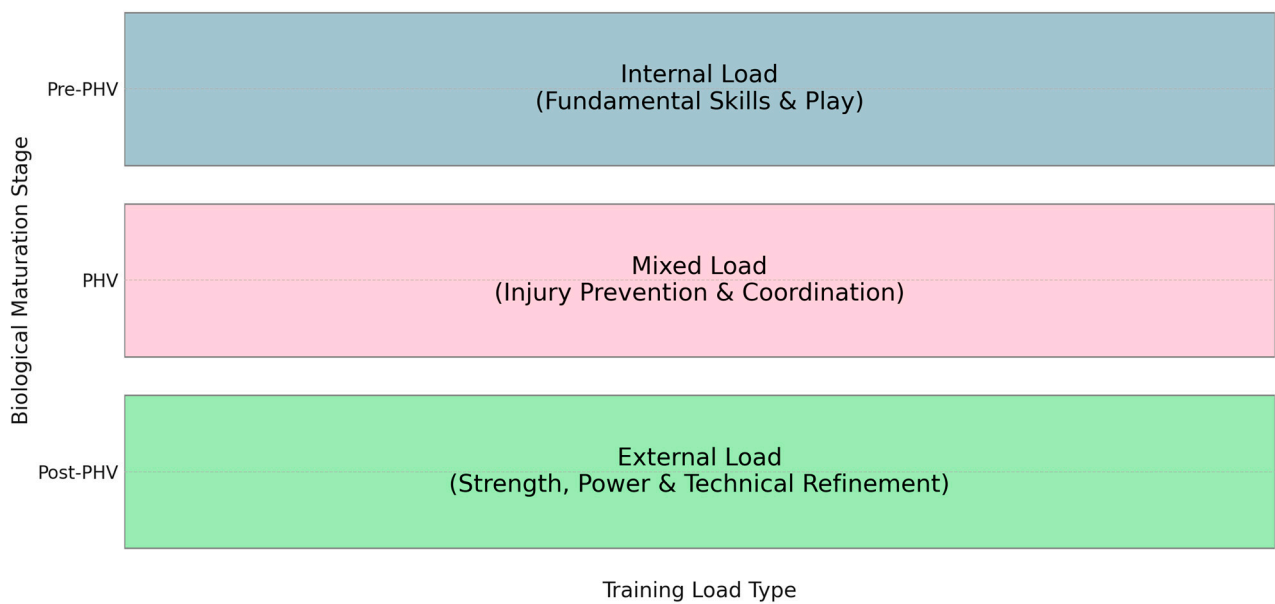 Pre-PHV
Internal Load
(Fundamental Skills & Play)
PHV
Mixed Load
(Injury Prevention & Coordination)
Post-PHV
External Load
(Strength, Power & Technical Refinement)
Biological Maturation Stage
Training Load Type